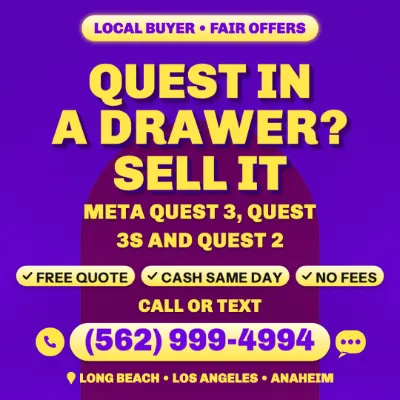 LOCAL BUYER • FAIR OFFERS
QUEST IN
A DRAWER?
SELL IT
META QUEST 3, QUEST
3S AND QUEST 2
✓ FREE QUOTE ✓ CASH SAME DAY ✓ NO FEES
CALL OR TEXT
(562) 999-4994
LONG BEACH • LOS ANGELES • ANAHEIM